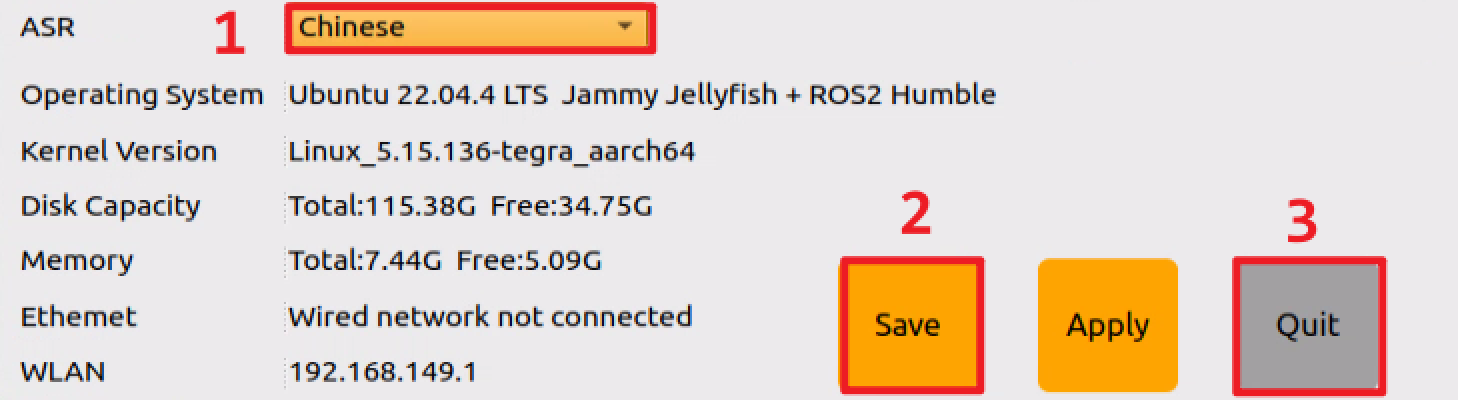 ASR 1 Chinese
Operating System Ubuntu 22.04.4 LTS Jammy Jellyfish + ROS2 Humble
Kernel Version Linux_5.15.136-tegra_aarch64
Disk Capacity Total:115.38G Free:34.75G
Memory Total:7.44G Free:5.09G
Ethemet Wired network not connected
WLAN 192.168.149.1
2 3
Save Apply Quit